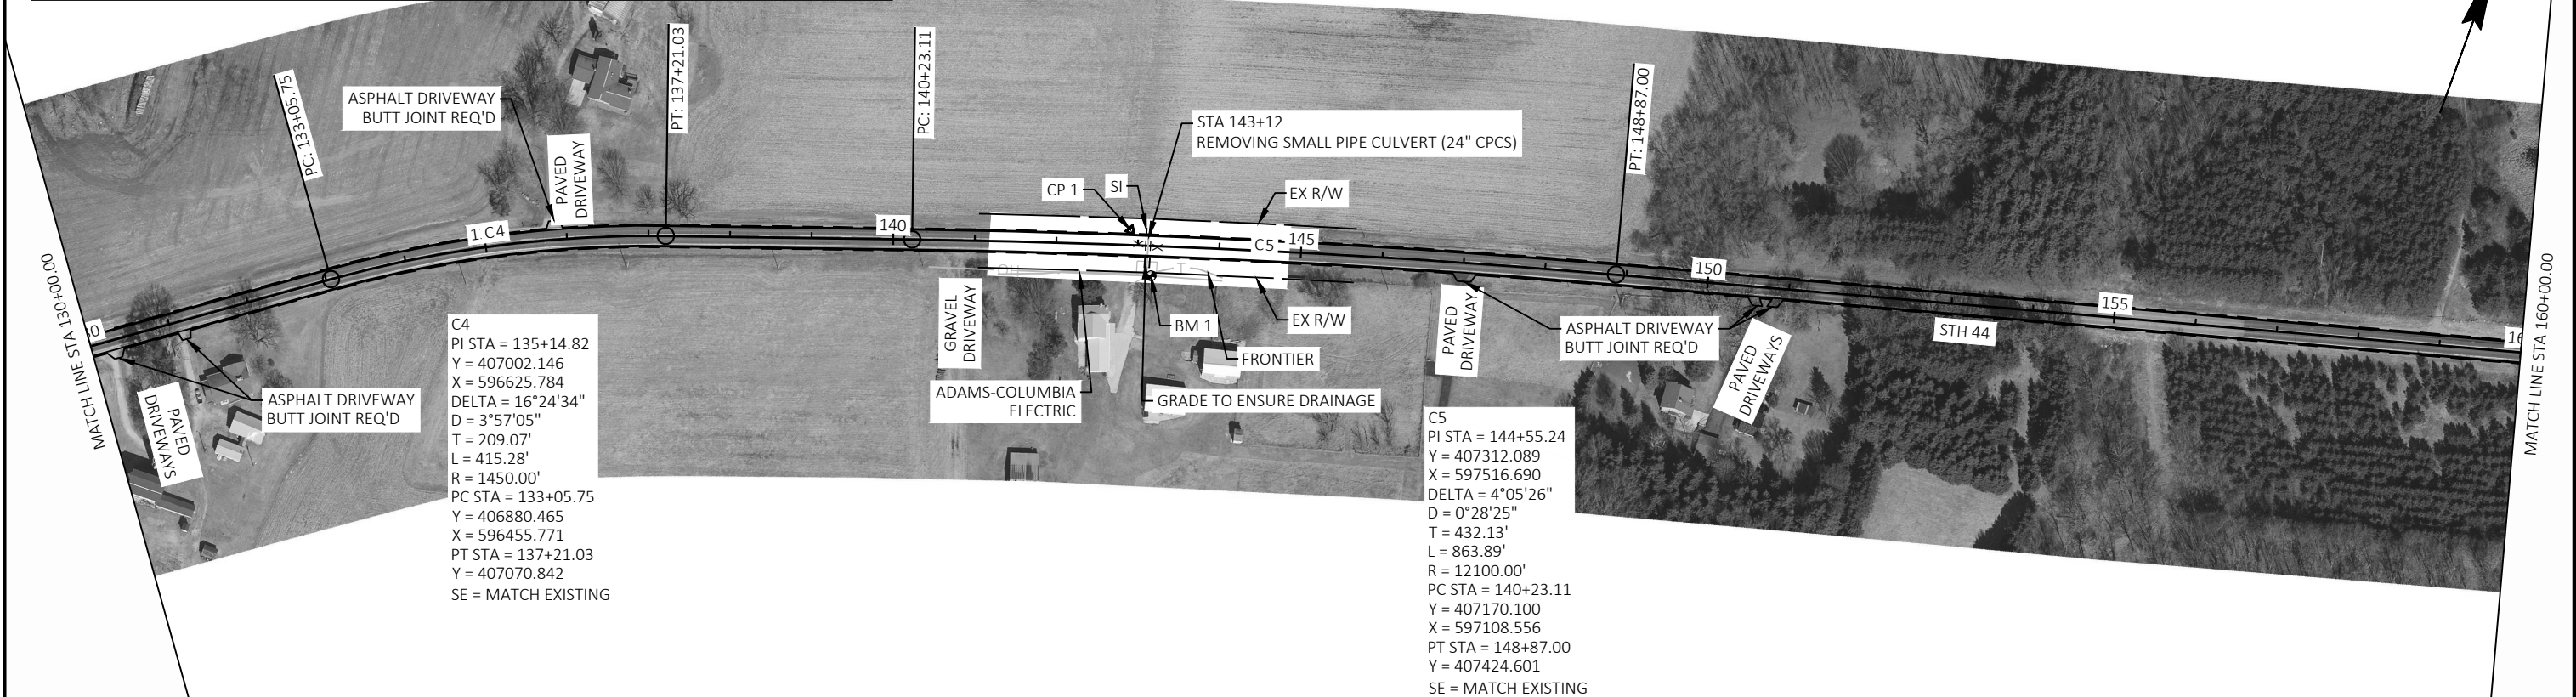 PC: 133+05.75
ASPHALT DRIVEWAY
BUTT JOINT REQ'D
PAVED
DRIVEWAY
PT: 137+21.03
PC: 140+23.11
STA 143+12
REMOVING SMALL PIPE CULVERT (24" CPCS)
CP 1
SI
EX R/W
PT: 148+87.00
1
C4
140
C5
145
150
155
STH 44
MATCH LINE STA 130+00.00
MATCH LINE STA 160+00.00
PAVED
DRIVEWAYS
ASPHALT DRIVEWAY
BUTT JOINT REQ'D
GRAVEL
DRIVEWAY
ADAMS-COLUMBIA
ELECTRIC
BM 1
EX R/W
FRONTIER
GRADE TO ENSURE DRAINAGE
PAVED
DRIVEWAY
ASPHALT DRIVEWAY
BUTT JOINT REQ'D
PAVED
DRIVEWAYS
C4
PI STA = 135+14.82
Y = 407002.146
X = 596625.784
DELTA = 16°24'34"
D = 3°57'05"
T = 209.07'
L = 415.28'
R = 1450.00'
PC STA = 133+05.75
Y = 406880.465
X = 596455.771
PT STA = 137+21.03
Y = 407070.842
SE = MATCH EXISTING
C5
PI STA = 144+55.24
Y = 407312.089
X = 597516.690
DELTA = 4°05'26"
D = 0°28'25"
T = 432.13'
L = 863.89'
R = 12100.00'
PC STA = 140+23.11
Y = 407170.100
X = 597108.556
PT STA = 148+87.00
Y = 407424.601
SE = MATCH EXISTING